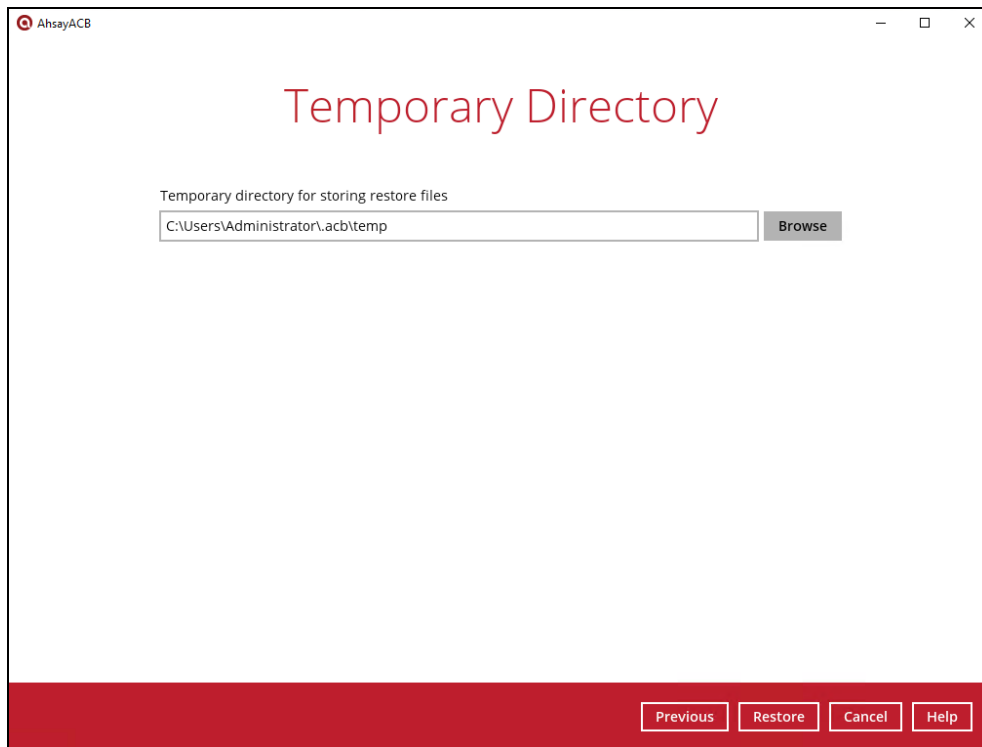 AhsayACB
Temporary Directory
Temporary directory for storing restore files
C:\Users\Administrator\.acb\temp
Browse
Previous
Restore
Cancel
Help